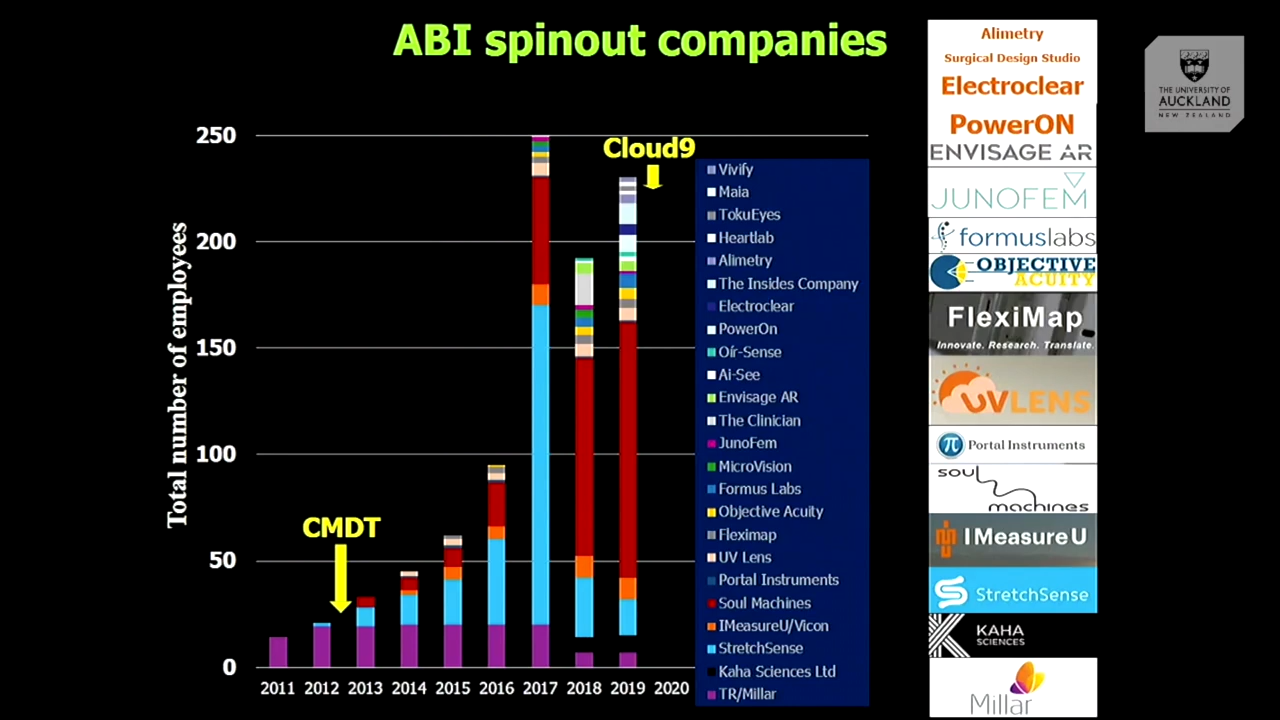 ABI spinout companies
Total number of employees
250
200
150
100
50
0
2011 2012 2013 2014 2015 2016 2017 2018 2019 2020
CMDT
Cloud9
Vivify
Maia
TokuEyes
Heartlab
Alimetry
The Insides Company
Electroclear
PowerOn
Oír-Sense
Ai-See
Envisage AR
The Clinician
JunoFem
MicroVision
Formus Labs
Objective Acuity
Fleximap
UV Lens
Portal Instruments
Soul Machines
IMeasureU/Vicon
StretchSense
Kaha Sciences Ltd
TR/Millar
Alimetry
Surgical Design Studio
Electroclear
PowerON
ENVISAGE AR
JUNOFEM
formuslabs
OBJECTIVE
ACUITY
FlexiMap
Innovate. Research. Translate.
UVLENS
π Portal Instruments
soul
machines
I Measure U
StretchSense
KAHA
SCIENCES
Millar
THE UNIVERSITY OF
AUCKLAND
NEW ZEALAND